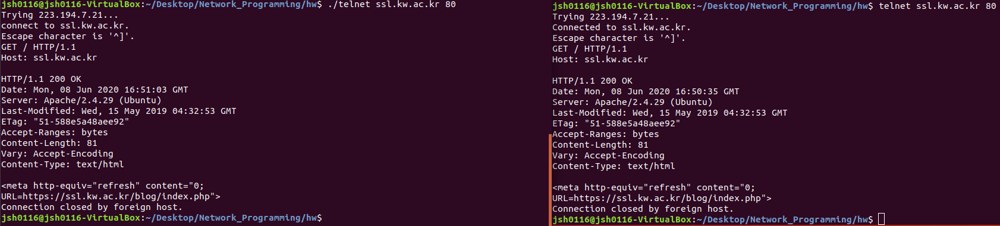 jsh0116@jsh0116-VirtualBox:~/Desktop/Network_Programming/hw$ ./telnet ssl.kw.ac.kr 80
Trying 223.194.7.21...
connect to ssl.kw.ac.kr.
Escape character is '^]'.
GET / HTTP/1.1
Host: ssl.kw.ac.kr

HTTP/1.1 200 OK
Date: Mon, 08 Jun 2020 16:51:03 GMT
Server: Apache/2.4.29 (Ubuntu)
Last-Modified: Wed, 15 May 2019 04:32:53 GMT
ETag: "51-588e5a48aee92"
Accept-Ranges: bytes
Content-Length: 81
Vary: Accept-Encoding
Content-Type: text/html

<meta http-equiv="refresh" content="0;
URL=https://ssl.kw.ac.kr/blog/index.php">
Connection closed by foreign host.
jsh0116@jsh0116-VirtualBox:~/Desktop/Network_Programming/hw$
jsh0116@jsh0116-VirtualBox:~/Desktop/Network_Programming/hw$ telnet ssl.kw.ac.kr 80
Trying 223.194.7.21...
Connected to ssl.kw.ac.kr.
Escape character is '^]'.
GET / HTTP/1.1
Host: ssl.kw.ac.kr

HTTP/1.1 200 OK
Date: Mon, 08 Jun 2020 16:50:35 GMT
Server: Apache/2.4.29 (Ubuntu)
Last-Modified: Wed, 15 May 2019 04:32:53 GMT
ETag: "51-588e5a48aee92"
Accept-Ranges: bytes
Content-Length: 81
Vary: Accept-Encoding
Content-Type: text/html

<meta http-equiv="refresh" content="0;
URL=https://ssl.kw.ac.kr/blog/index.php">
Connection closed by foreign host.
jsh0116@jsh0116-VirtualBox:~/Desktop/Network_Programming/hw$